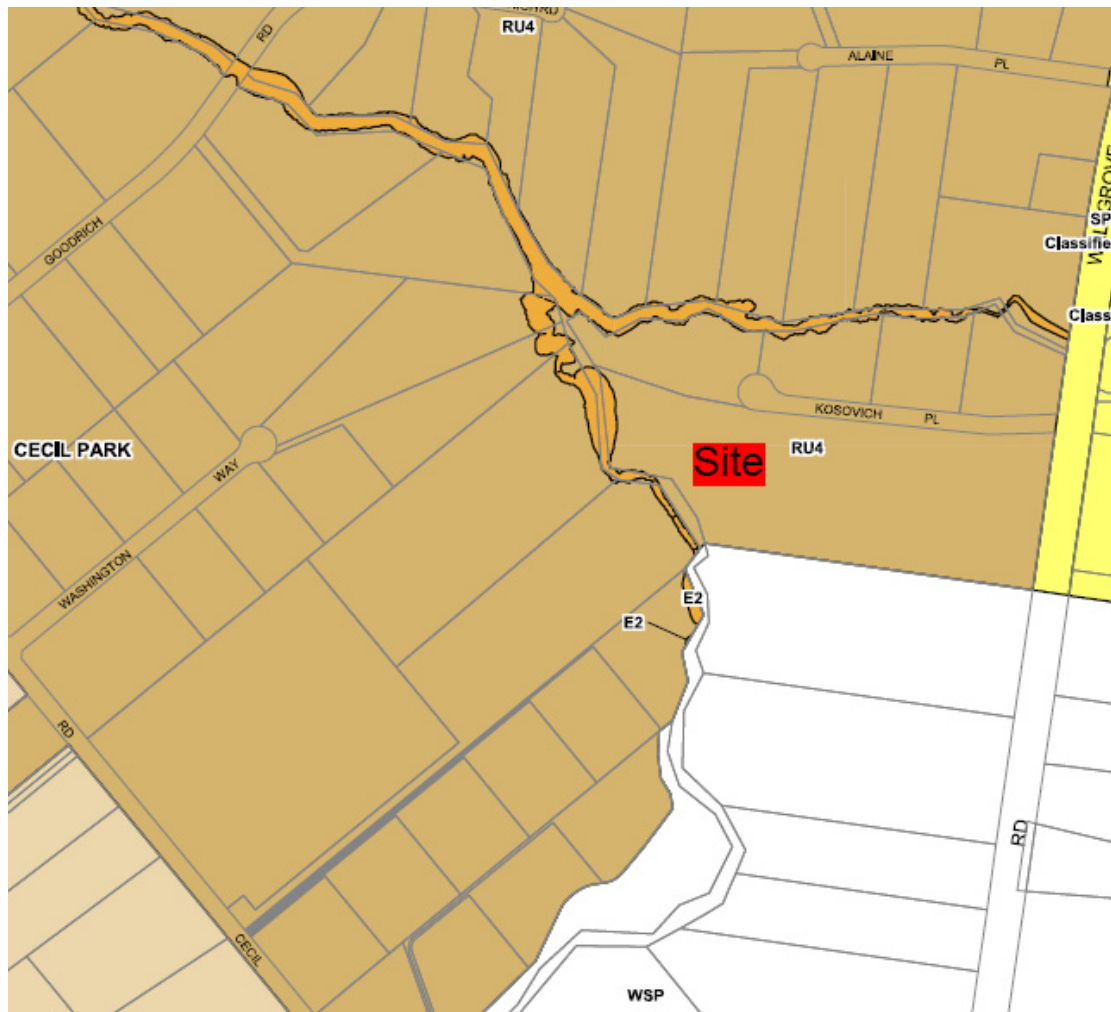 RD
RU4
ALAINE PL
RD
GOODRICH
SP
Classifie
Class
KOSOVICH PL
CECIL PARK
Site
RU4
WAY
WASHINGTON
E2
E2
RD
RD
CECIL
WSP